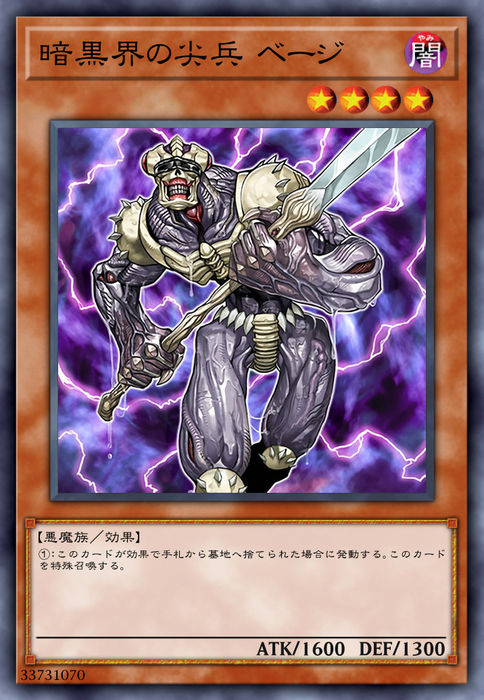 暗黒界の尖兵 ベージ
やみ
闇
【悪魔族／効果】
①：このカードが効果で手札から墓地へ捨てられた場合に発動する。このカード
を特殊召喚する。
ATK/1600 DEF/1300
33731070